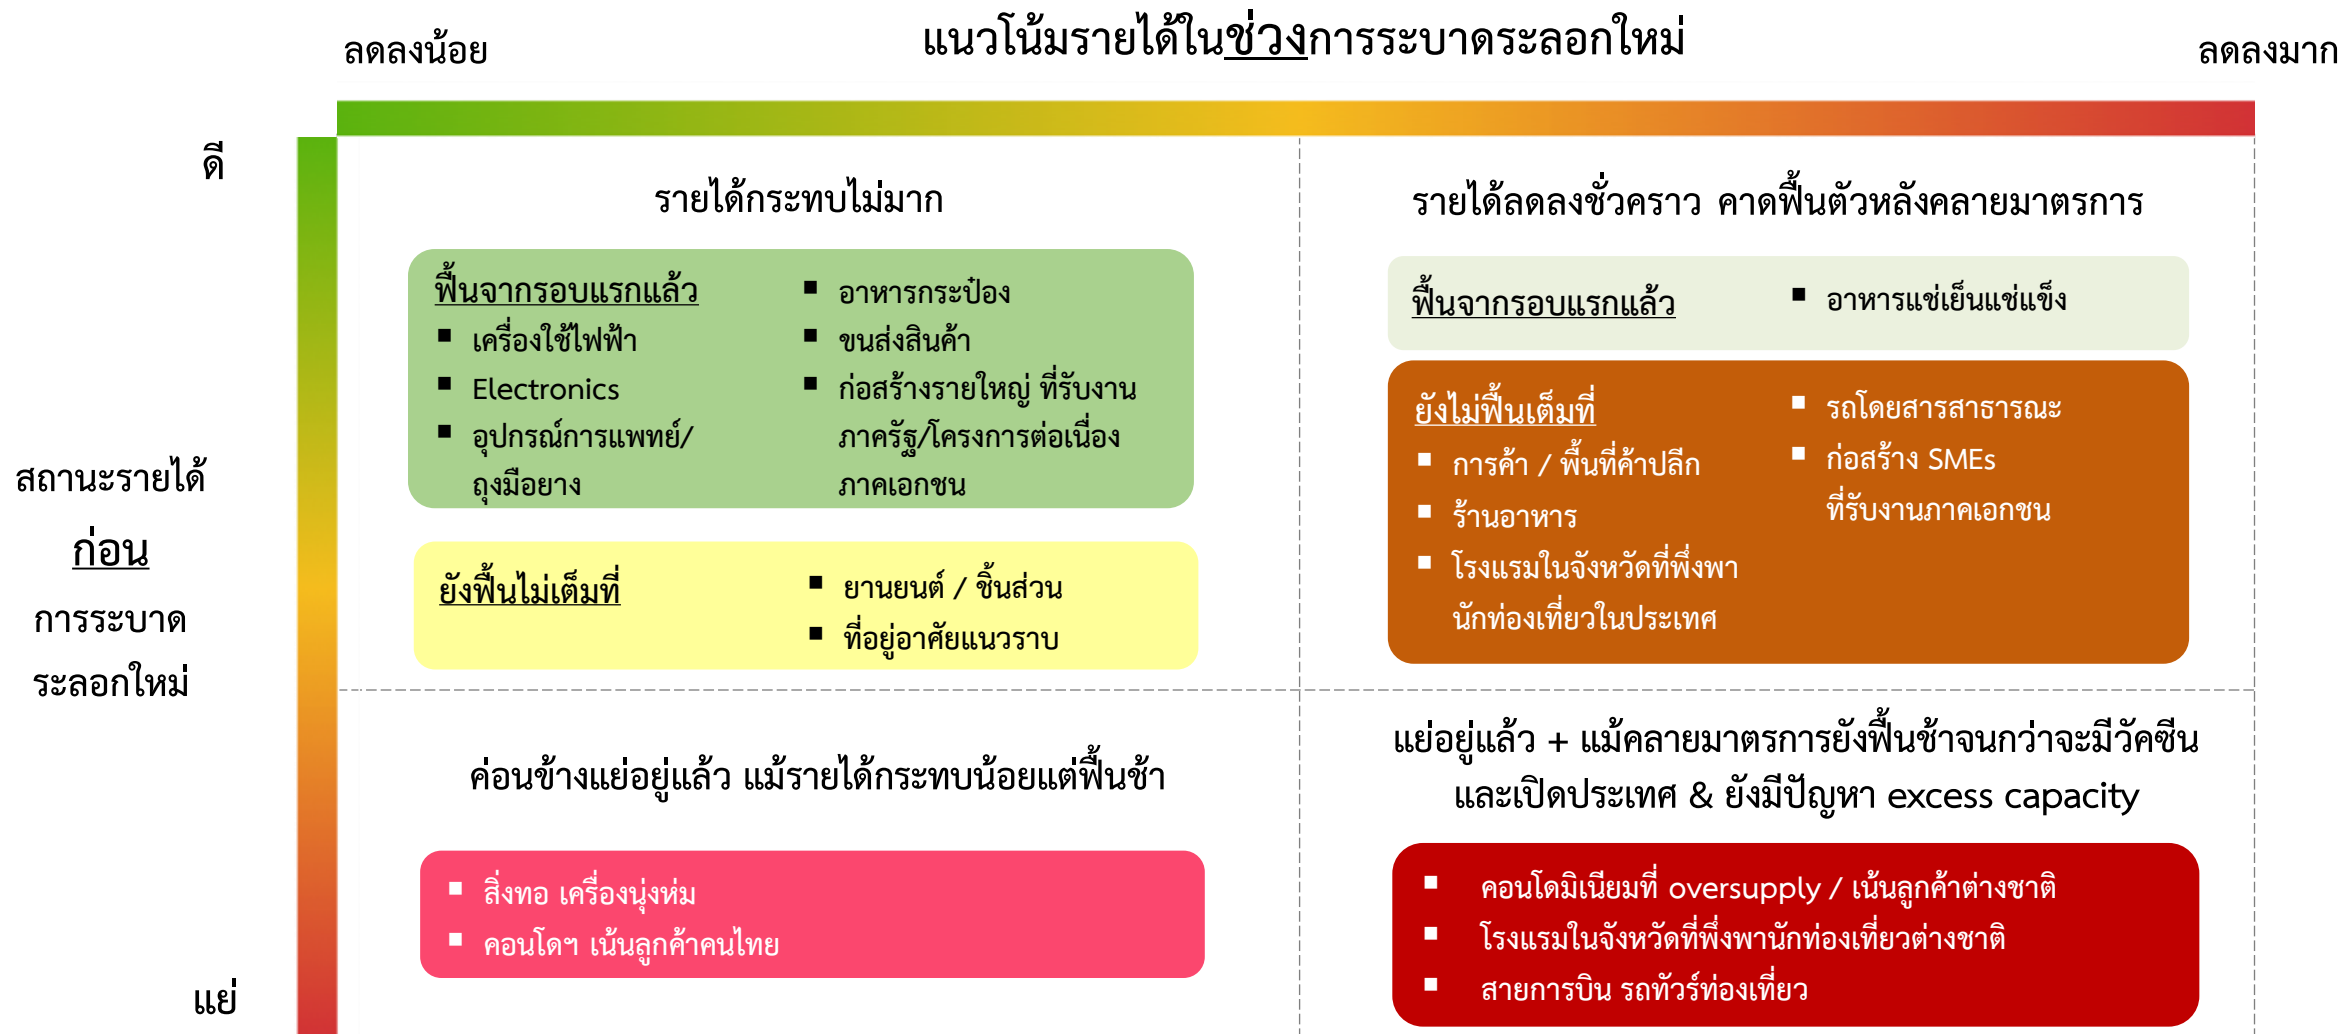 ลดลงน้อย
แนวโน้มรายได้ในช่วงการระบาดระลอกใหม่
ลดลงมาก
ดี
สถานะรายได้
ก่อน
การระบาด
ระลอกใหม่
แย่
รายได้กระทบไม่มาก
ฟื้นจากรอบแรกแล้ว
▪ เครื่องใช้ไฟฟ้า
▪ Electronics
▪ อุปกรณ์การแพทย์/
ถุงมือยาง
▪ อาหารกระป๋อง
▪ ขนส่งสินค้า
▪ ก่อสร้างรายใหญ่ ที่รับงาน
ภาครัฐ/โครงการต่อเนื่อง
ภาคเอกชน
ยังฟื้นไม่เต็มที่
▪ ยานยนต์ / ชิ้นส่วน
▪ ที่อยู่อาศัยแนวราบ
รายได้ลดลงชั่วคราว คาดฟื้นตัวหลังคลายมาตรการ
ฟื้นจากรอบแรกแล้ว
▪ อาหารแช่เย็นแช่แข็ง
ยังไม่ฟื้นเต็มที่
▪ การค้า / พื้นที่ค้าปลีก
▪ ร้านอาหาร
▪ โรงแรมในจังหวัดที่พึ่งพา
นักท่องเที่ยวในประเทศ
▪ รถโดยสารสาธารณะ
▪ ก่อสร้าง SMEs
ที่รับงานภาคเอกชน
ค่อนข้างแย่อยู่แล้ว แม้รายได้กระทบน้อยแต่ฟื้นช้า
▪ สิ่งทอ เครื่องนุ่งห่ม
▪ คอนโดฯ เน้นลูกค้าคนไทย
แย่อยู่แล้ว + แม้คลายมาตรการยังฟื้นช้าจนกว่าจะมีวัคซีน
และเปิดประเทศ & ยังมีปัญหา excess capacity
▪ คอนโดมิเนียมที่ oversupply / เน้นลูกค้าต่างชาติ
▪ โรงแรมในจังหวัดที่พึ่งพานักท่องเที่ยวต่างชาติ
▪ สายการบิน รถทัวร์ท่องเที่ยว